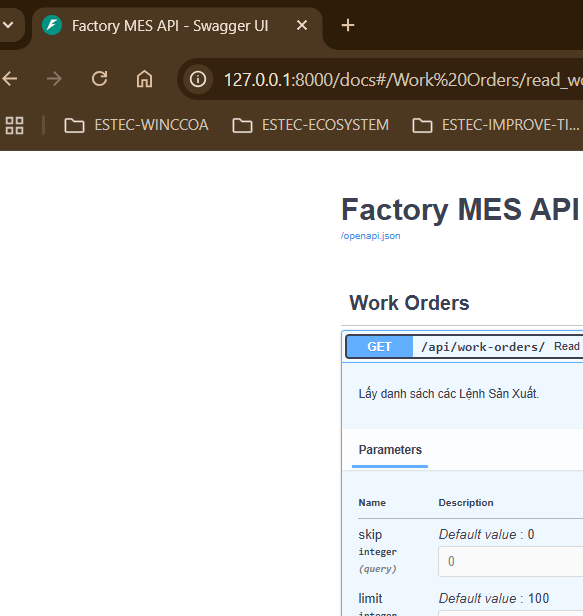 Factory MES API - Swagger UI
127.0.0.1:8000/docs#/Work%20Orders/read_wo
ESTEC-WINCCOA ESTEC-ECOSYSTEM ESTEC-IMPROVE-TI...
Factory MES API
/openapi.json
Work Orders
GET /api/work-orders/ Read
Lấy danh sách các Lệnh Sản Xuất.
Parameters
Name Description
skip Default value : 0
integer
(query)
0
limit Default value : 100
integer